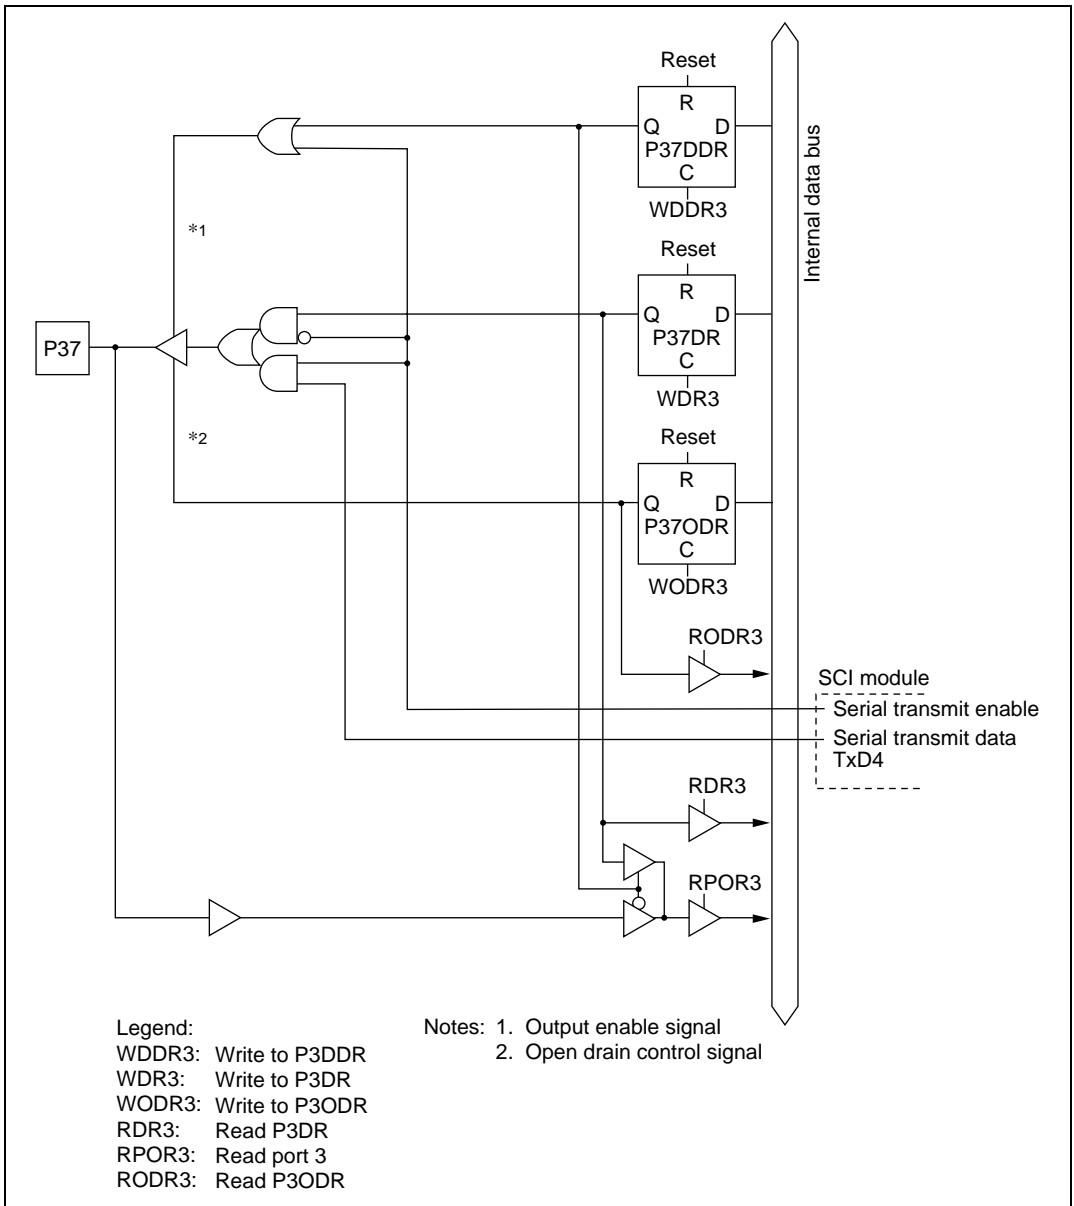 Reset
R
Q D
P37DDR
C
WDDR3
Internal data bus
*1
Reset
R
Q D
P37DR
C
WDR3
P37
*2
Reset
R
Q D
P37ODR
C
WODR3
RODR3
SCI module
Serial transmit enable
Serial transmit data
TxD4
RDR3
RPOR3
Legend:
WDDR3: Write to P3DDR
WDR3: Write to P3DR
WODR3: Write to P3ODR
RDR3: Read P3DR
RPOR3: Read port 3
RODR3: Read P3ODR
Notes: 1. Output enable signal
2. Open drain control signal